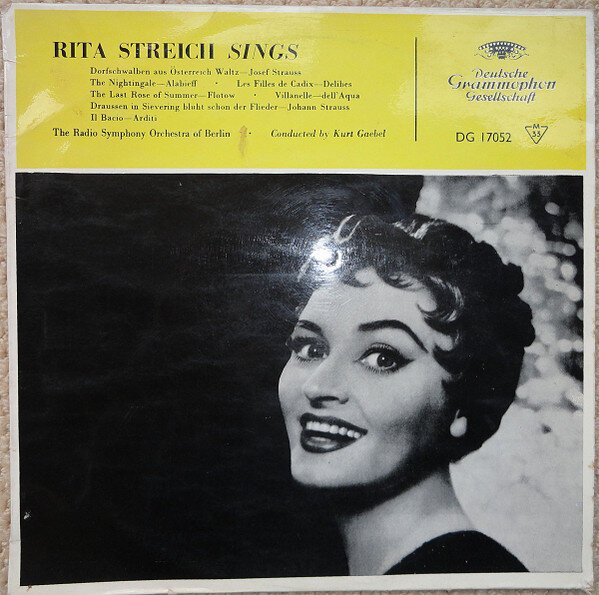 RITA STREICH SINGS
Dorfschwalben aus Österreich Waltz—Josef Strauss
The Nightingale—Alabieff · Les Filles de Cadix—Delibes
The Last Rose of Summer—Flotow · Villanelle—dell'Aqua
Draussen in Sievering blüht schon der Flieder—Johann Strauss
Il Bacio—Arditi
The Radio Symphony Orchestra of Berlin · Conducted by Kurt Gaebel
Deutsche
Grammophon
Gesellschaft
DG 17052
M
33